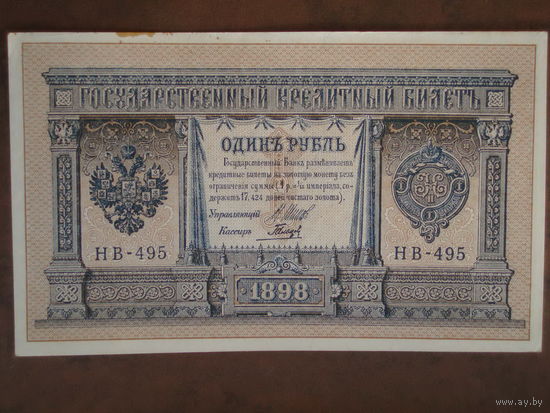 ГОСУДАРСТВЕННЫЙ КРЕДИТНЫЙ БИЛЕТЪ
ОДИНЪ РУБЛЬ
Государственный Банкъ размѣниваетъ
кредитные билеты на золотую монету безъ
ограниченія суммы (1 р. = 1/15 имперіала, со-
держитъ 17,424 долей чистаго золота).
Управляющій
Кассиръ
НВ-495
НВ-495
1898
www.ay.by